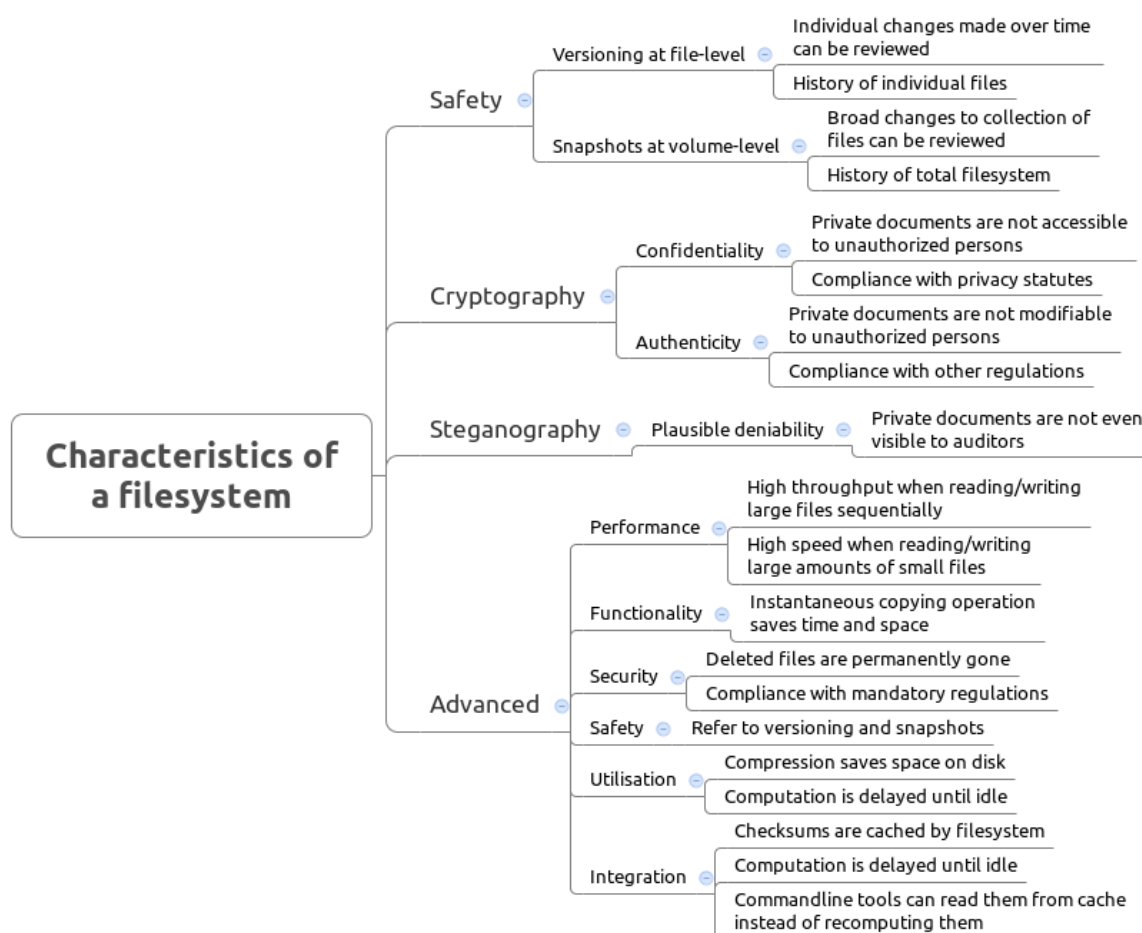 Characteristics of
a filesystem
Safety
Versioning at file-level
Individual changes made over time
can be reviewed
History of individual files
Snapshots at volume-level
Broad changes to collection of
files can be reviewed
History of total filesystem
Cryptography
Confidentiality
Private documents are not accessible
to unauthorized persons
Compliance with privacy statutes
Authenticity
Private documents are not modifiable
to unauthorized persons
Compliance with other regulations
Steganography
Plausible deniability
Private documents are not even
visible to auditors
Advanced
Performance
High throughput when reading/writing
large files sequentially
High speed when reading/writing
large amounts of small files
Functionality
Instantaneous copying operation
saves time and space
Security
Deleted files are permanently gone
Compliance with mandatory regulations
Safety
Refer to versioning and snapshots
Utilisation
Compression saves space on disk
Computation is delayed until idle
Integration
Checksums are cached by filesystem
Computation is delayed until idle
Commandline tools can read them from cache
instead of recomputing them